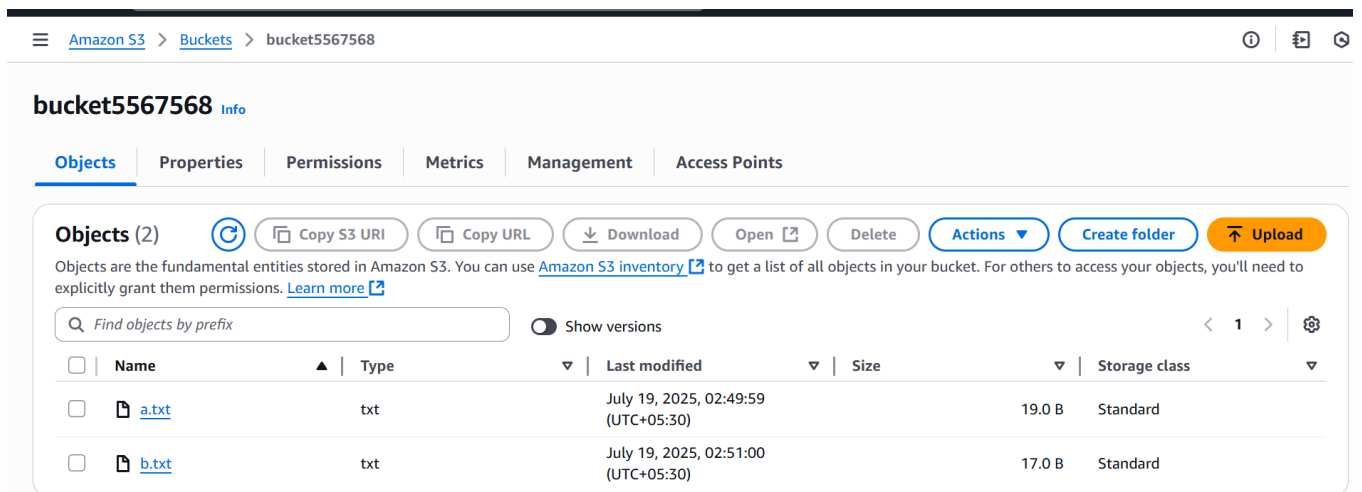 Amazon S3 > Buckets > bucket5567568
bucket5567568 Info
Objects Properties Permissions Metrics Management Access Points
Objects (2) Copy S3 URI Copy URL Download Open Delete Actions Create folder Upload
Objects are the fundamental entities stored in Amazon S3. You can use Amazon S3 inventory to get a list of all objects in your bucket. For others to access your objects, you'll need to
explicitly grant them permissions. Learn more
Find objects by prefix Show versions 1
Name Type Last modified Size Storage class
a.txt txt July 19, 2025, 02:49:59 (UTC+05:30) 19.0 B Standard
b.txt txt July 19, 2025, 02:51:00 (UTC+05:30) 17.0 B Standard